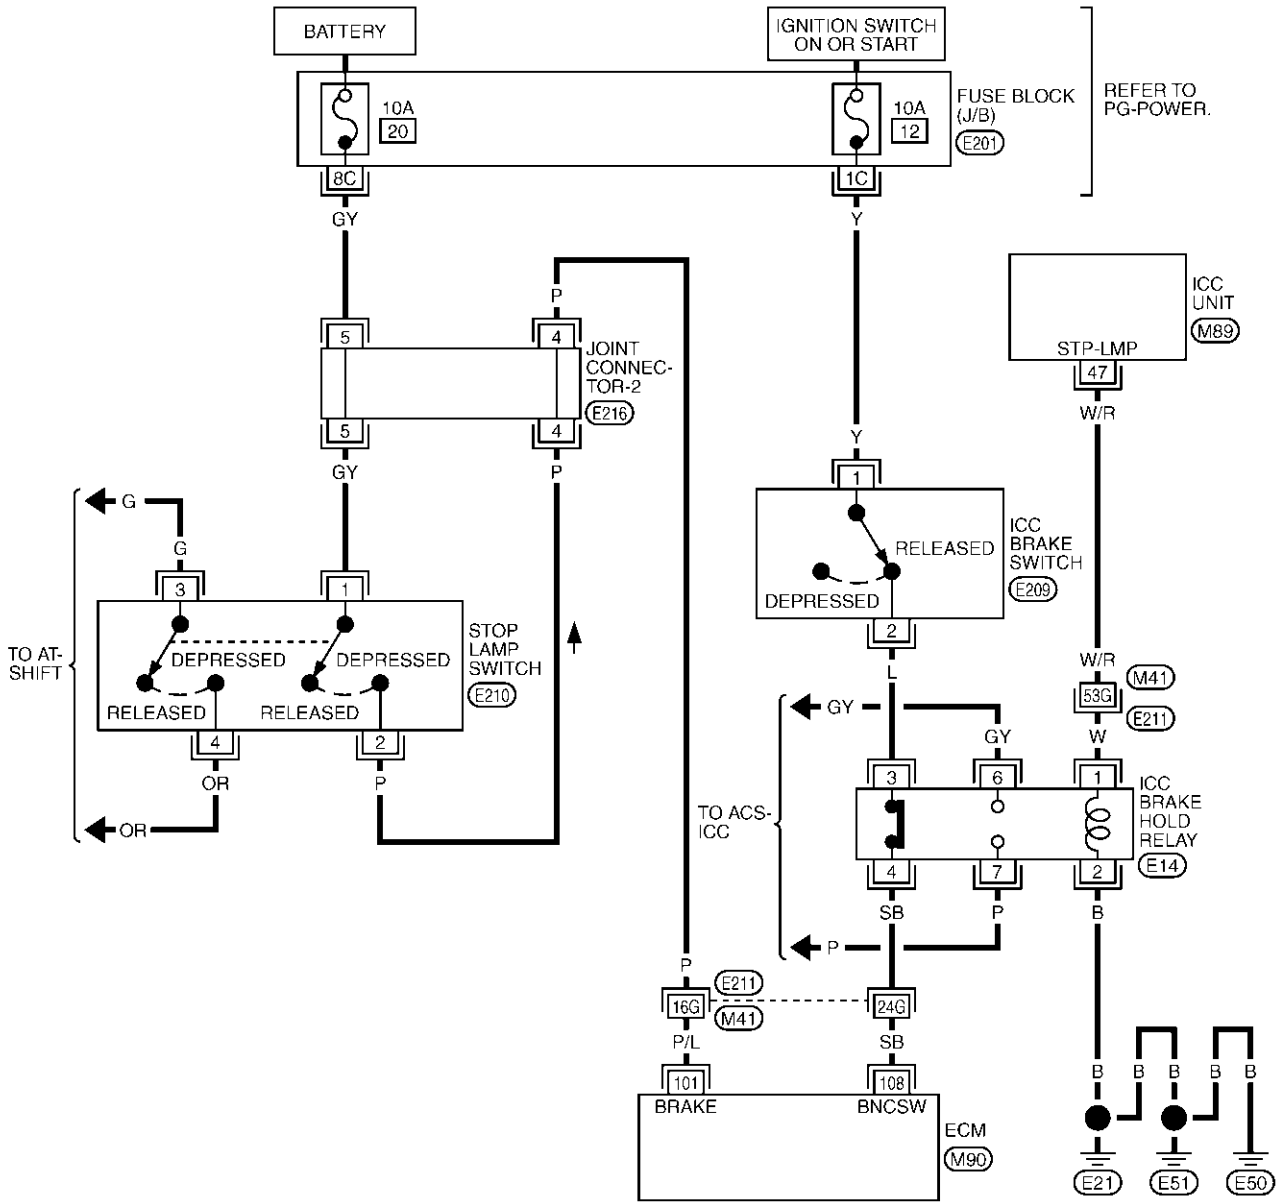 BATTERY
IGNITION SWITCH
ON OR START
10A
20
10A
12
FUSE BLOCK
(J/B)
E201
REFER TO
PG-POWER.
8C
1C
GY
Y
P
ICC
UNIT
M89
STP-LMP
47
W/R
5
4
JOINT
CONNEC-
TOR-2
E216
5
4
GY
P
Y
G
G
3
1
1
ICC
BRAKE
SWITCH
E209
RELEASED
DEPRESSED
2
L
TO AT-
SHIFT
DEPRESSED
DEPRESSED
RELEASED
RELEASED
STOP
LAMP
SWITCH
E210
4
2
OR
P
OR
W/R
M41
53G
E211
W
GY
GY
3
6
1
ICC
BRAKE
HOLD
RELAY
E14
TO ACS-
ICC
4
7
2
SB
P
B
P
P
E211
16G
M41
24G
P/L
SB
101
108
BRAKE
BNCSW
ECM
M90
B
B
B
B
B
E21
E51
E50